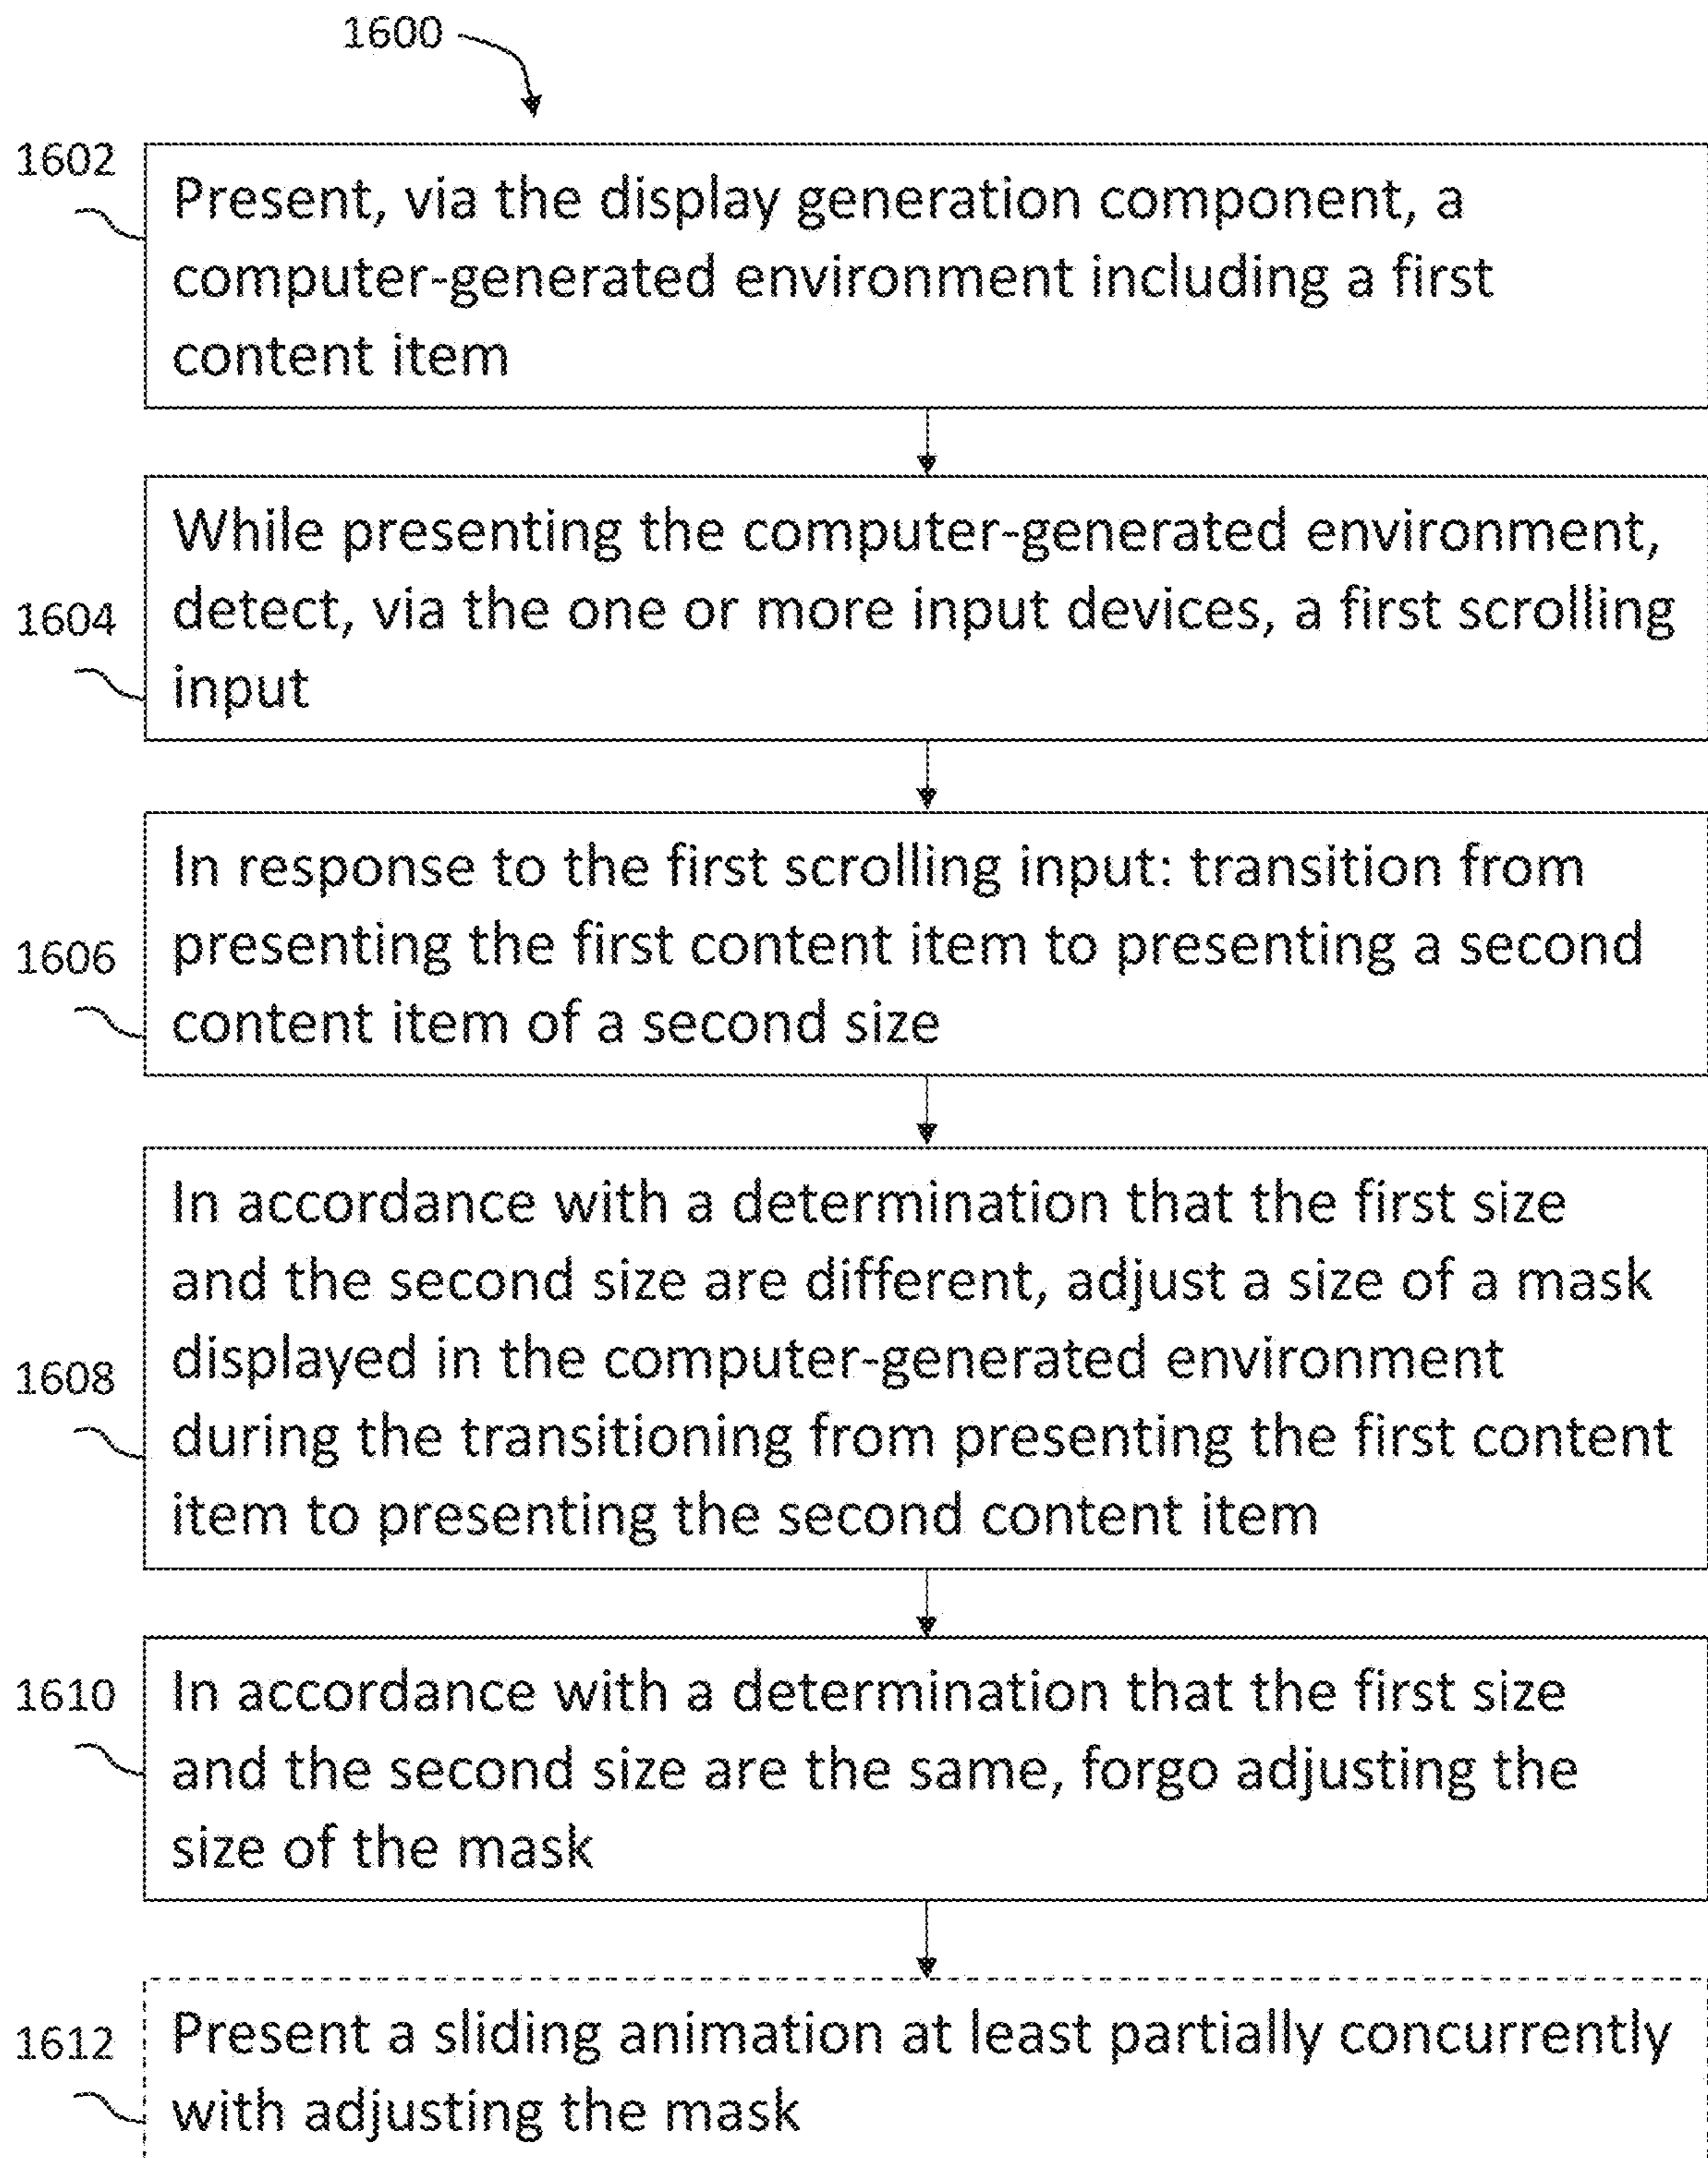 1600
1602
Present, via the display generation component, a
computer-generated environment including a first
content item
1604
While presenting the computer-generated environment,
detect, via the one or more input devices, a first scrolling
input
1606
In response to the first scrolling input: transition from
presenting the first content item to presenting a second
content item of a second size
1608
In accordance with a determination that the first size
and the second size are different, adjust a size of a mask
displayed in the computer-generated environment
during the transitioning from presenting the first content
item to presenting the second content item
1610
In accordance with a determination that the first size
and the second size are the same, forgo adjusting the
size of the mask
1612
Present a sliding animation at least partially concurrently
with adjusting the mask